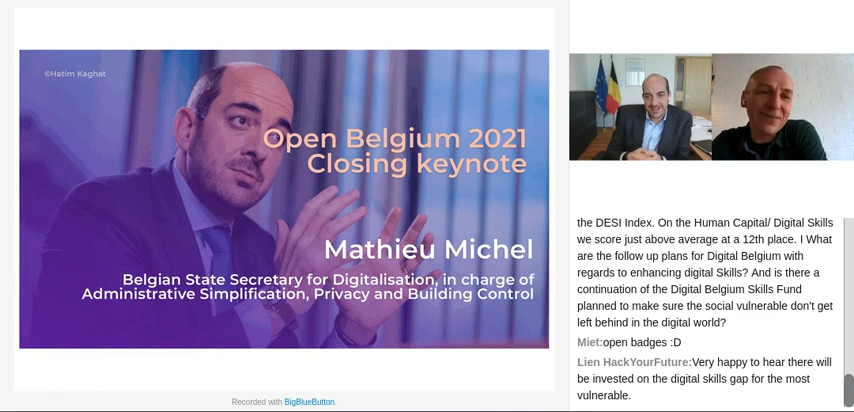 ©Hatim Kaghat
Open Belgium 2021
Closing keynote
Mathieu Michel
Belgian State Secretary for Digitalisation, in charge of
Administrative Simplification, Privacy and Building Control
Recorded with BigBlueButton.
the DESI Index. On the Human Capital/ Digital Skills
we score just above average at a 12th place. I What
are the follow up plans for Digital Belgium with
regards to enhancing digital Skills? And is there a
continuation of the Digital Belgium Skills Fund
planned to make sure the social vulnerable don't get
left behind in the digital world?
Miet:open badges :D
Lien HackYourFuture:Very happy to hear there will
be invested on the digital skills gap for the most
vulnerable.